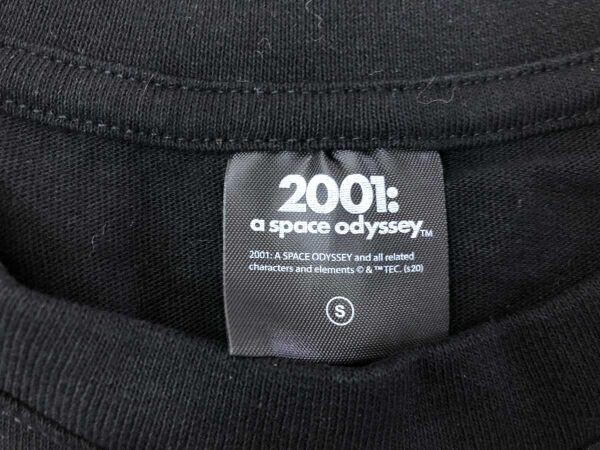 2001:
a space odyssey™
2001: A SPACE ODYSSEY and all related
characters and elements © & ™ TEC. (s20)
S